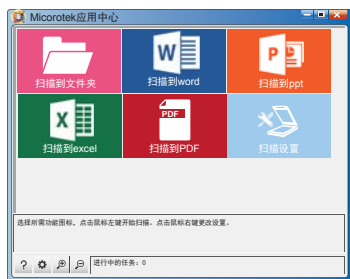 Micorotek应用中心
扫描到文件夹
扫描到word
扫描到ppt
扫描到excel
PDF
扫描到PDF
扫描设置
选择所需功能图标，点击鼠标左键开始扫描，点击鼠标右键更改设置。
进行中的任务：0